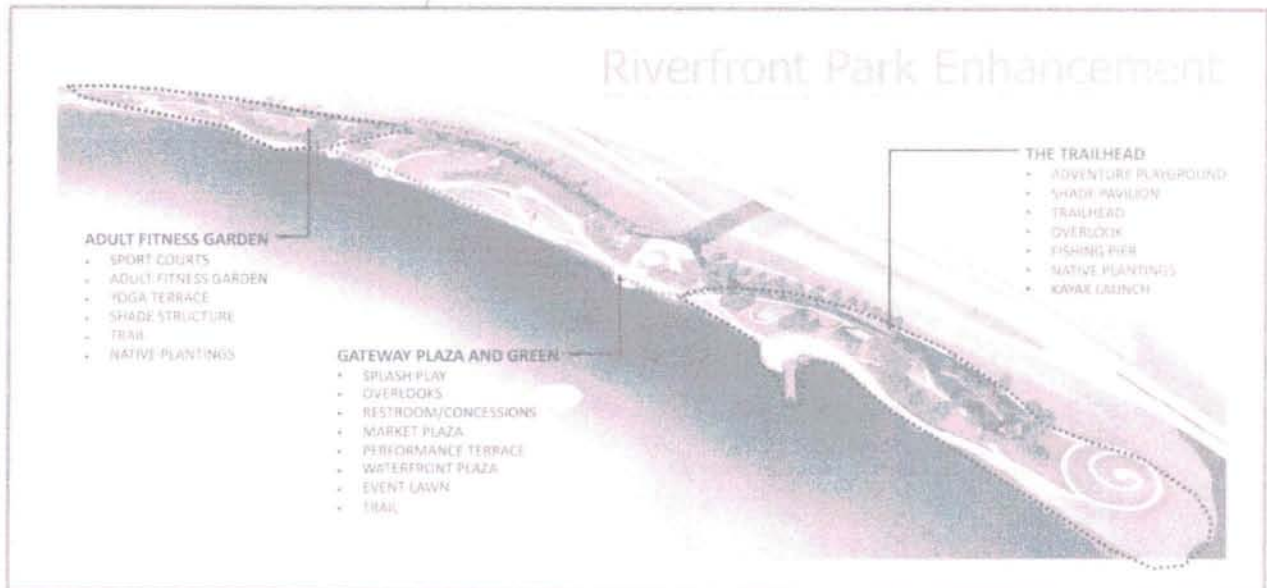 Riverfront Park Enhancement
ADULT FITNESS GARDEN
• SPORT COURTS
• ADULT FITNESS GARDEN
• YOGA TERRACE
• SHADE STRUCTURE
• TRAIL
• NATIVE PLANTINGS
GATEWAY PLAZA AND GREEN
• SPLASH PLAY
• OVERLOOKS
• RESTROOM/CONCESSIONS
• MARKET PLAZA
• PERFORMANCE TERRACE
• WATERFRONT PLAZA
• EVENT LAWN
• TRAIL
THE TRAILHEAD
• ADVENTURE PLAYGROUND
• SHADE PAVILION
• TRAILHEAD
• OVERLOOK
• FISHING PIER
• NATIVE PLANTINGS
• KAYAK LAUNCH